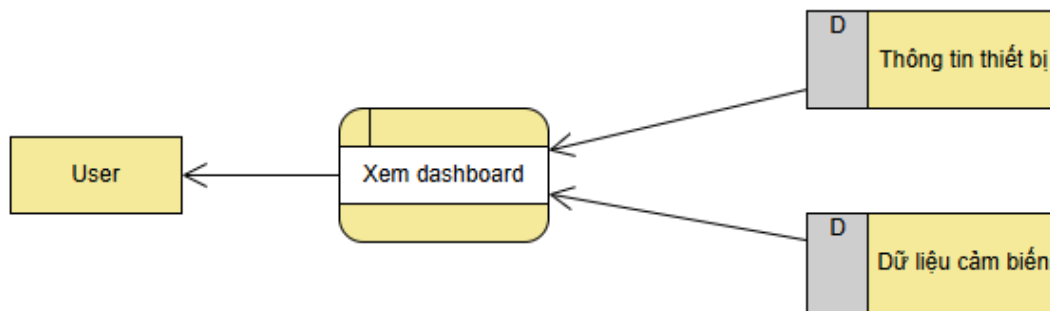 D
Thông tin thiết bị
User
Xem dashboard
D
Dữ liệu cảm biến